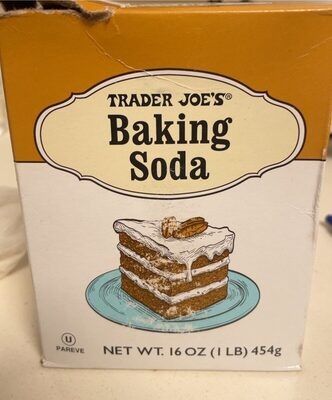 TRADER JOE'S®
Baking
Soda
U
PAREVE
NET WT. 16 OZ (1 LB) 454g